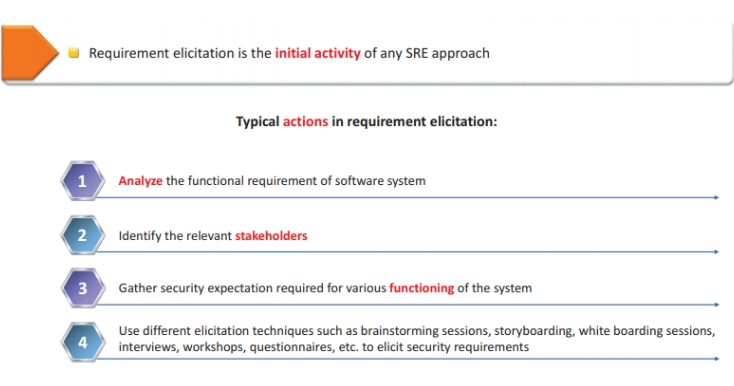 Requirement elicitation is the initial activity of any SRE approach
Typical actions in requirement elicitation:
1
Analyze the functional requirement of software system
2
Identify the relevant stakeholders
3
Gather security expectation required for various functioning of the system
4
Use different elicitation techniques such as brainstorming sessions, storyboarding, white boarding sessions,
interviews, workshops, questionnaires, etc. to elicit security requirements